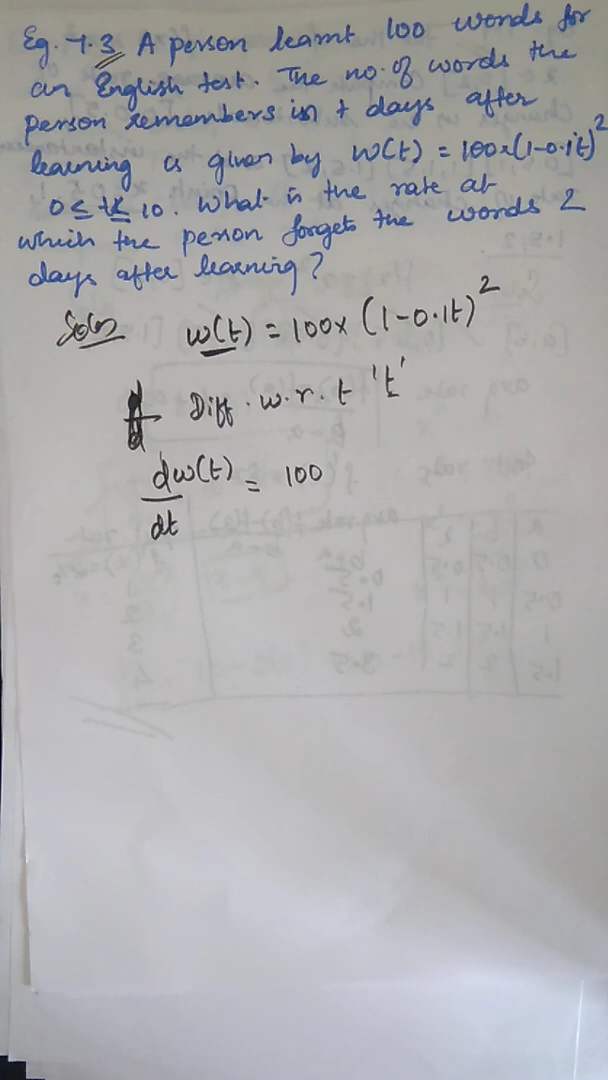 Eg. 7.3 A person learnt 100 words for
an English test. The no. of words the
person remembers in t days after
learning is given by W(t) = 100×(1-0.1t)²
0 ≤ t ≤ 10. What is the rate at
which the person forgets the words 2
days after learning?
Soln W(t) = 100× (1-0.1t)²
Diff. w.r.t 't'
dw(t) = 100
dt